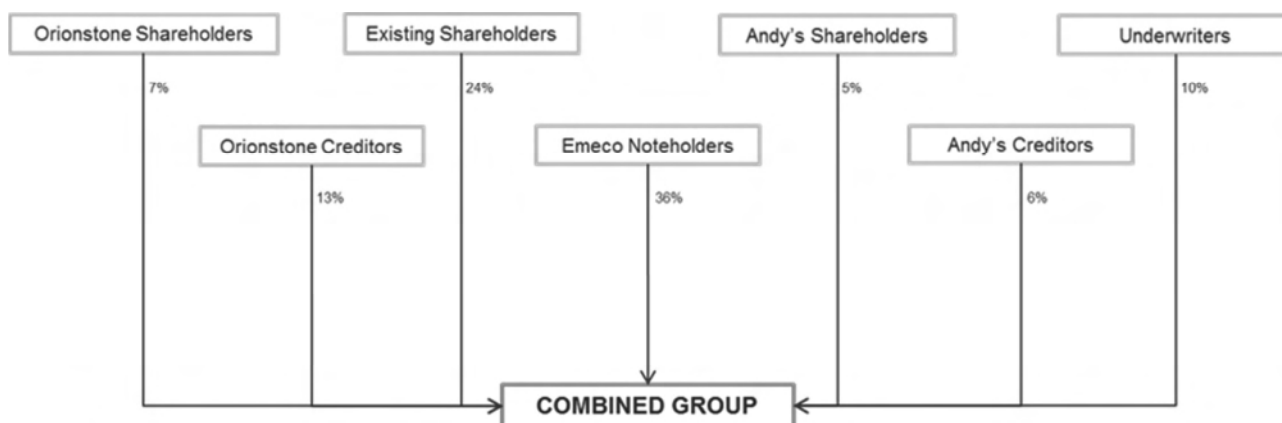 Orionstone Shareholders
Existing Shareholders
Andy's Shareholders
Underwriters
7%
24%
5%
10%
Orionstone Creditors
Emeco Noteholders
Andy's Creditors
13%
36%
6%
COMBINED GROUP